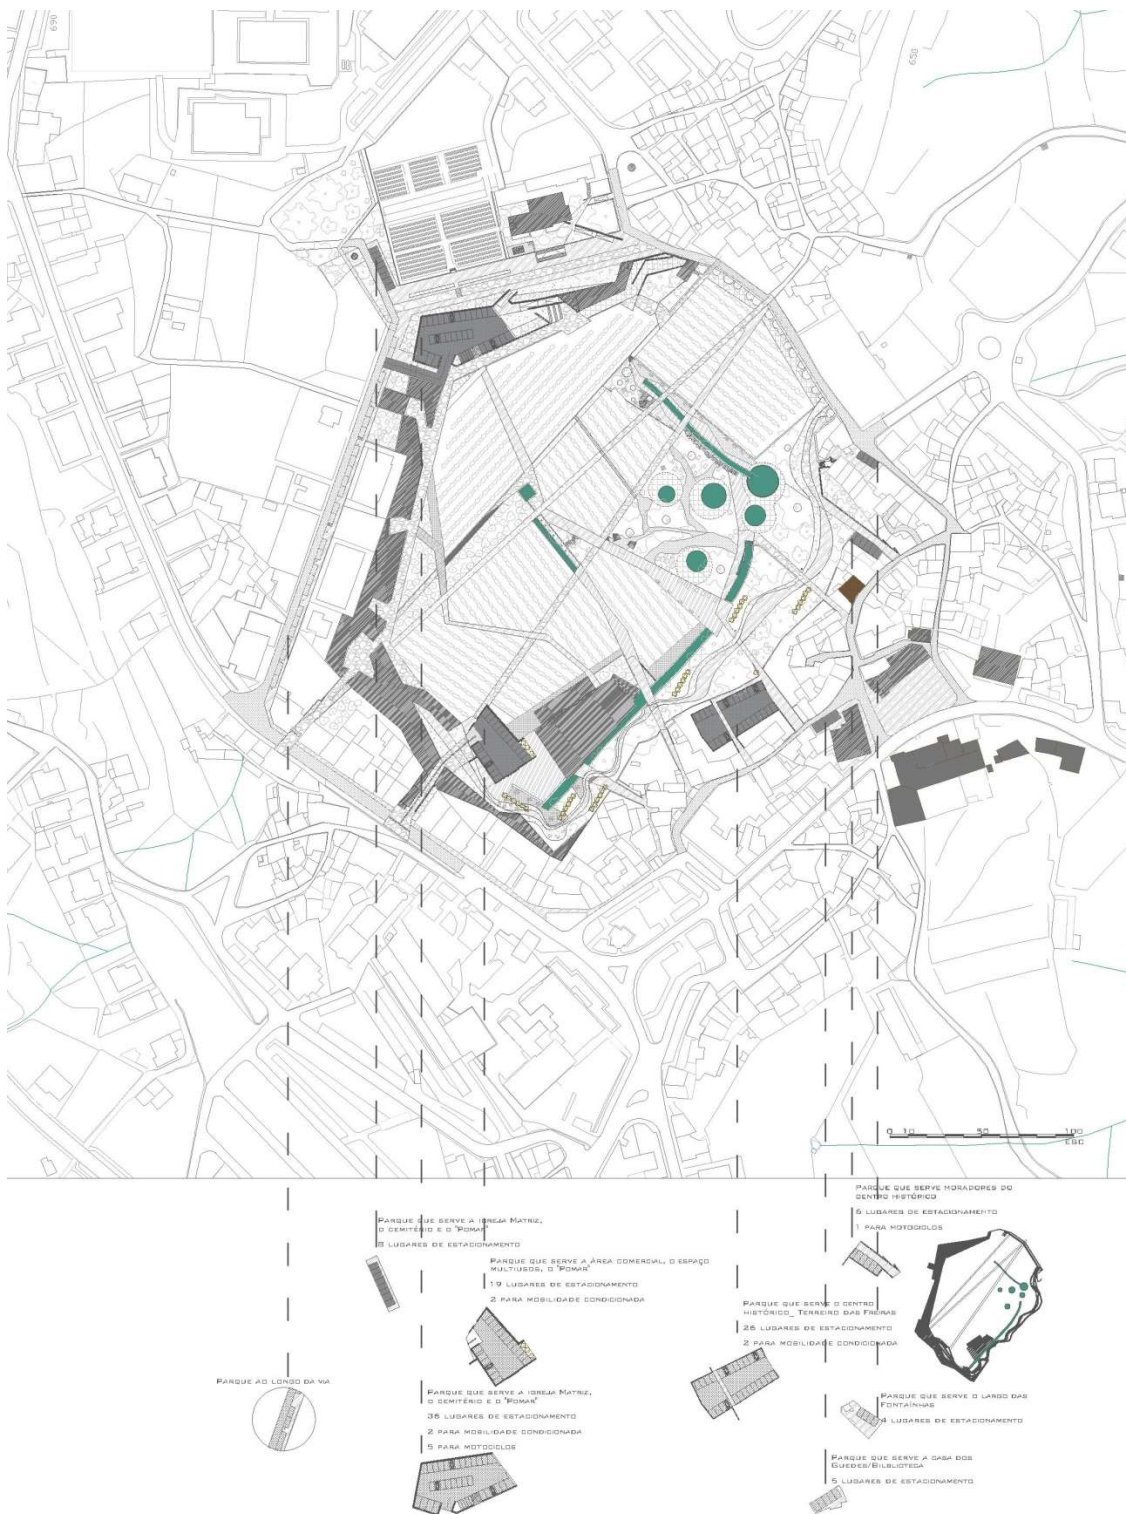 690
650
0 10 50 100
ESC
PARQUE QUE SERVE MORADORES DO
CENTRO HISTÓRICO
6 LUGARES DE ESTACIONAMENTO
1 PARA MOTOCICLOS
PARQUE QUE SERVE A IGREJA MATRIZ,
O CEMITÉRIO E O "POMAR"
8 LUGARES DE ESTACIONAMENTO
PARQUE QUE SERVE A ÁREA COMERCIAL, O ESPAÇO
MULTIUSOS, O "POMAR"
19 LUGARES DE ESTACIONAMENTO
2 PARA MOBILIDADE CONDICIONADA
PARQUE QUE SERVE O CENTRO
HISTÓRICO_ TERREIRO DAS FREIRAS
26 LUGARES DE ESTACIONAMENTO
2 PARA MOBILIDADE CONDICIONADA
PARQUE AO LONGO DA VIA
PARQUE QUE SERVE A IGREJA MATRIZ,
O CEMITÉRIO E O "POMAR"
36 LUGARES DE ESTACIONAMENTO
2 PARA MOBILIDADE CONDICIONADA
5 PARA MOTOCICLOS
PARQUE QUE SERVE O LARGO DAS
FONTAÍNHAS
4 LUGARES DE ESTACIONAMENTO
PARQUE QUE SERVE A CASA DOS
GUEDES/BILBLIOTECA
5 LUGARES DE ESTACIONAMENTO